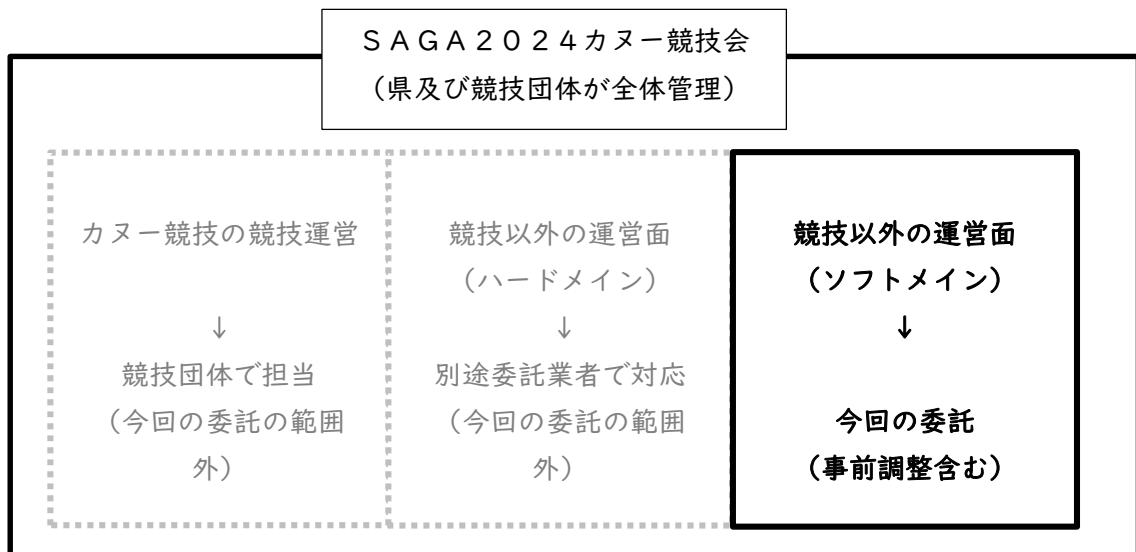 ＳＡＧＡ２０２４カヌー競技会
（県及び競技団体が全体管理）
カヌー競技の競技運営
↓
競技団体で担当
（今回の委託の範囲
外）
競技以外の運営面
（ハードメイン）
↓
別途委託業者で対応
（今回の委託の範囲
外）
競技以外の運営面
（ソフトメイン）
↓
今回の委託
（事前調整含む）